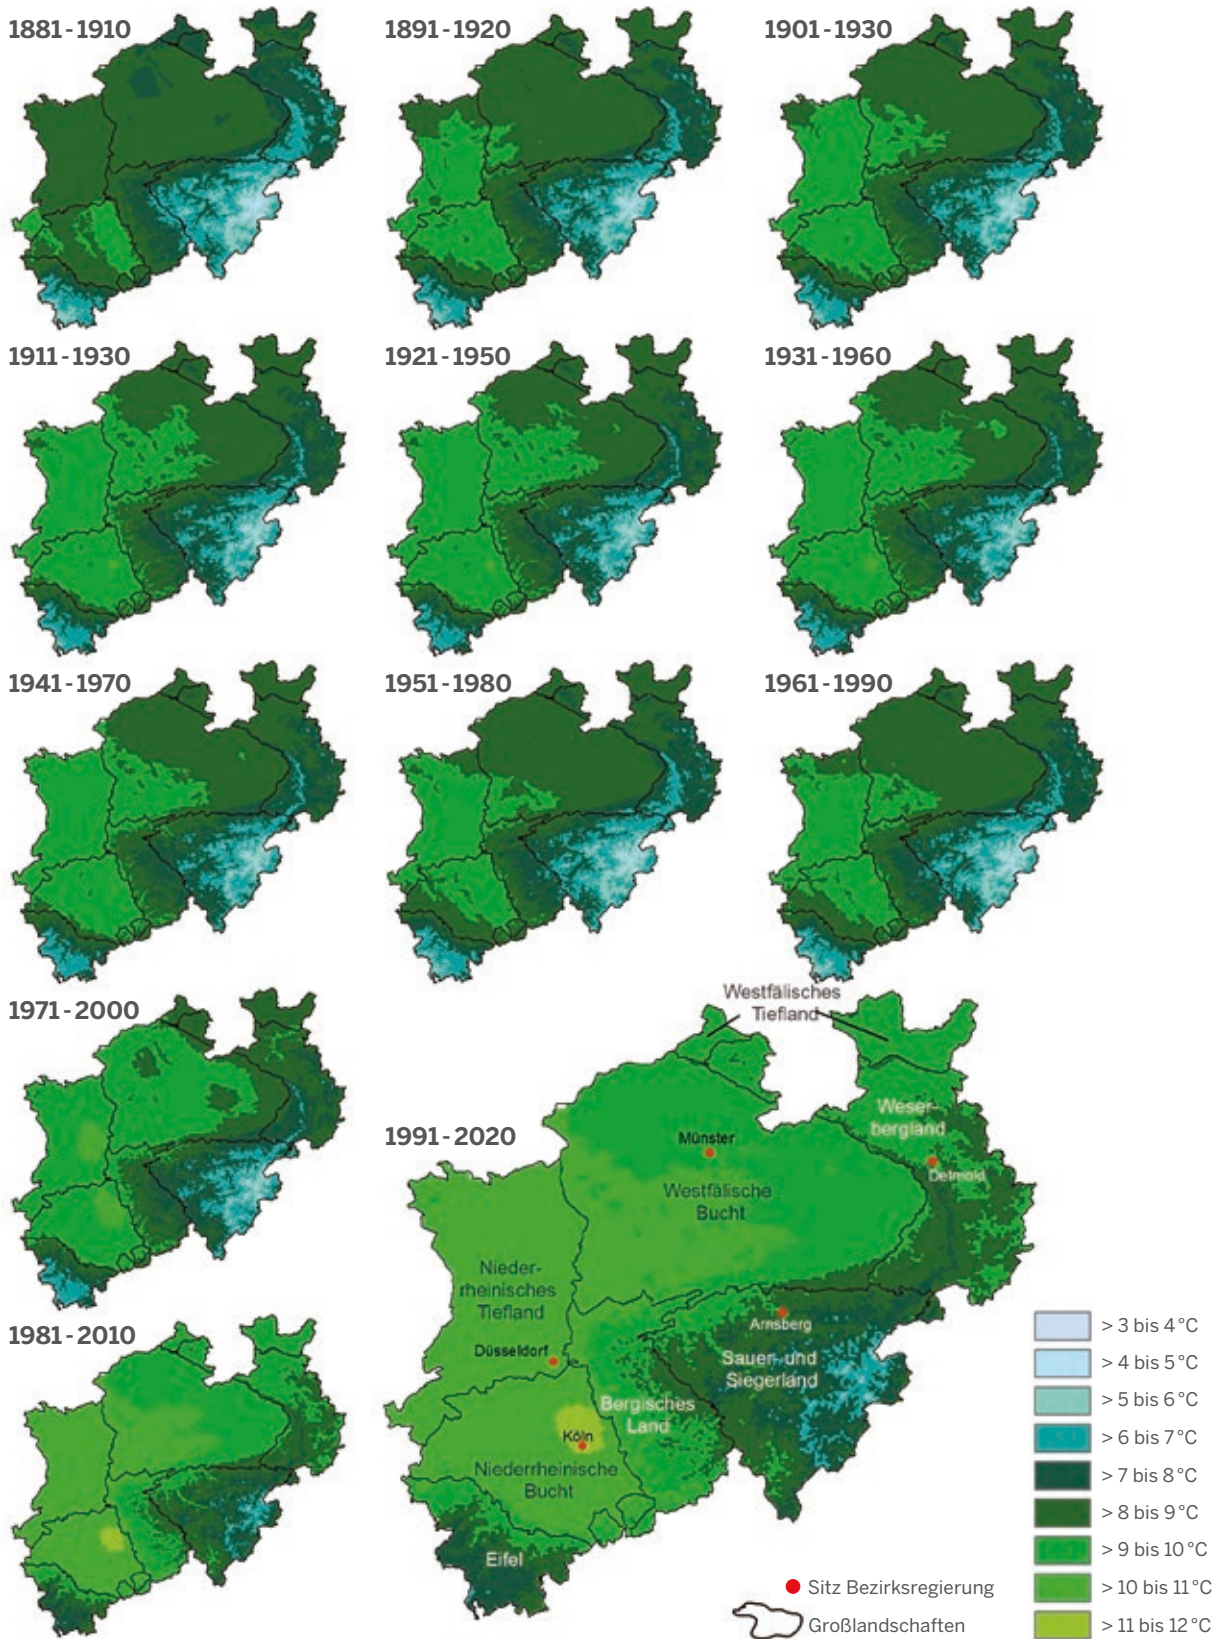 1881 - 1910
1891 - 1920
1901 - 1930
1911 - 1930
1921 - 1950
1931 - 1960
1941 - 1970
1951 - 1980
1961 - 1990
1971 - 2000
1981 - 2010
1991 - 2020
Westfälisches
Tiefland
Weser-
bergland
Münster
Detmold
Westfälische
Bucht
Nieder-
rheinisches
Tiefland
Arnsberg
Düsseldorf
Sauer- und
Siegerland
Bergisches
Land
Köln
Niederrheinische
Bucht
Eifel
Sitz Bezirksregierung
Großlandschaften
> 3 bis 4 °C
> 4 bis 5 °C
> 5 bis 6 °C
> 6 bis 7 °C
> 7 bis 8 °C
> 8 bis 9 °C
> 9 bis 10 °C
> 10 bis 11 °C
> 11 bis 12 °C